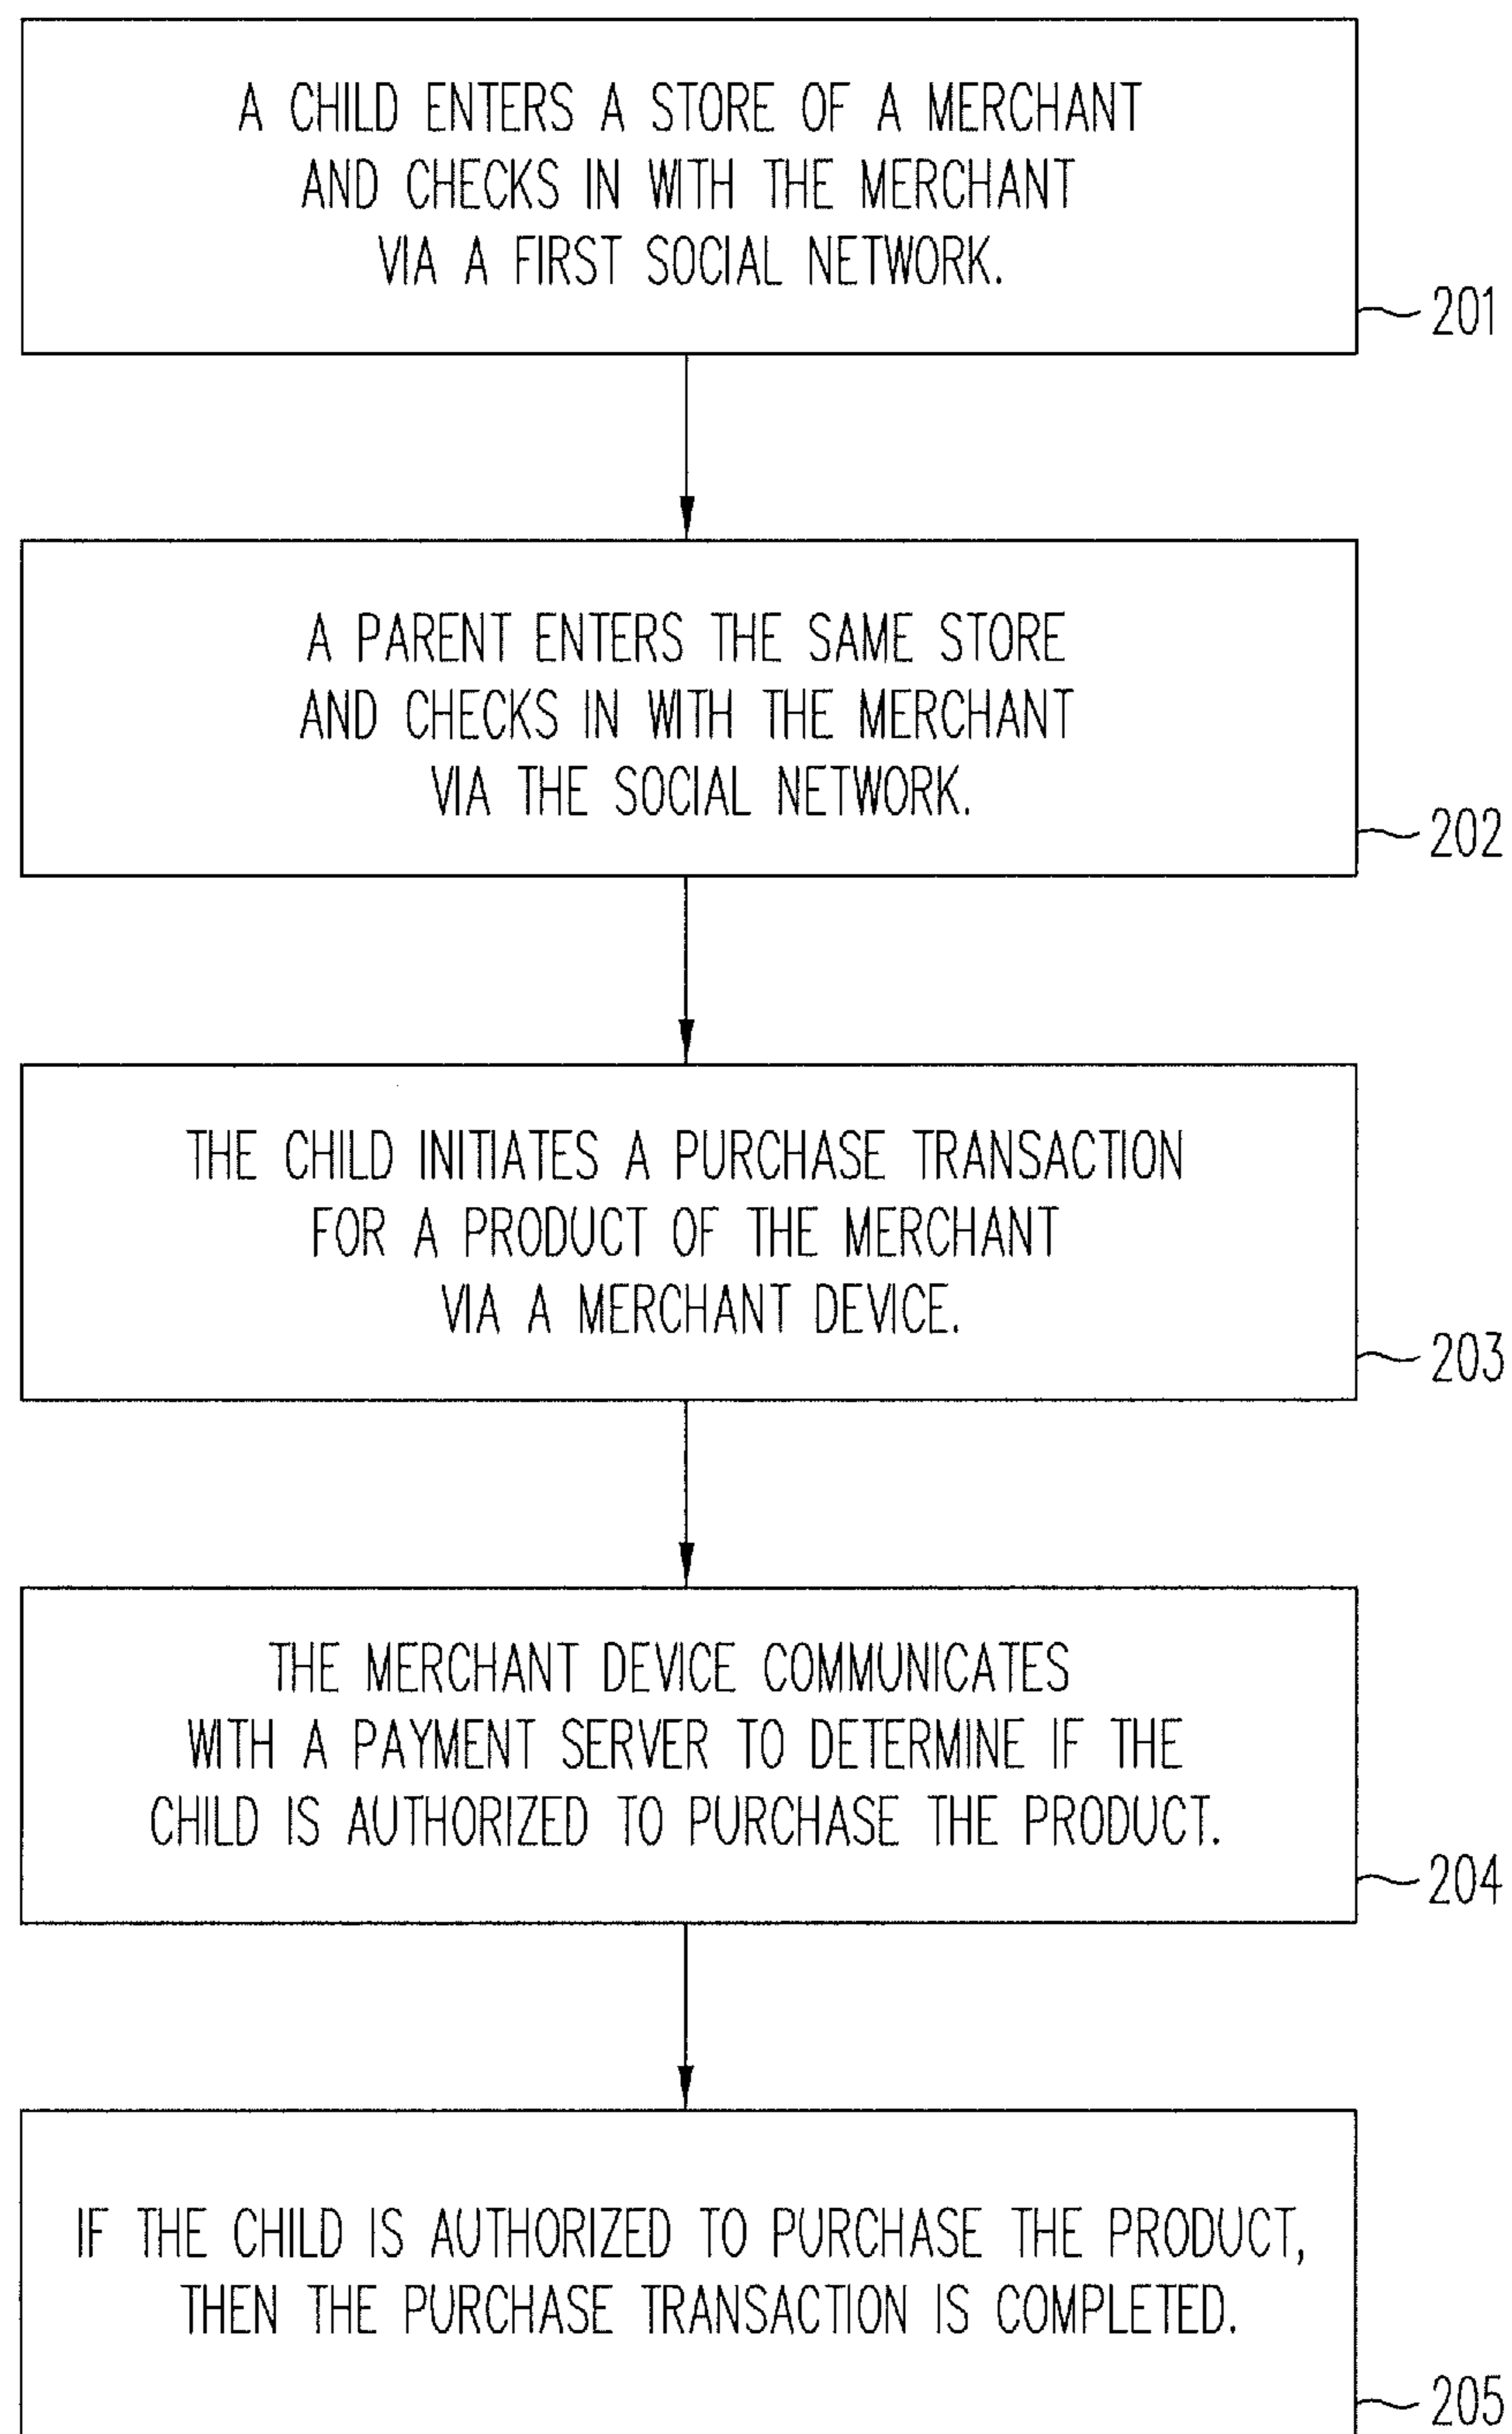 A CHILD ENTERS A STORE OF A MERCHANT
AND CHECKS IN WITH THE MERCHANT
VIA A FIRST SOCIAL NETWORK.
201
A PARENT ENTERS THE SAME STORE
AND CHECKS IN WITH THE MERCHANT
VIA THE SOCIAL NETWORK.
202
THE CHILD INITIATES A PURCHASE TRANSACTION
FOR A PRODUCT OF THE MERCHANT
VIA A MERCHANT DEVICE.
203
THE MERCHANT DEVICE COMMUNICATES
WITH A PAYMENT SERVER TO DETERMINE IF THE
CHILD IS AUTHORIZED TO PURCHASE THE PRODUCT.
204
IF THE CHILD IS AUTHORIZED TO PURCHASE THE PRODUCT,
THEN THE PURCHASE TRANSACTION IS COMPLETED.
205